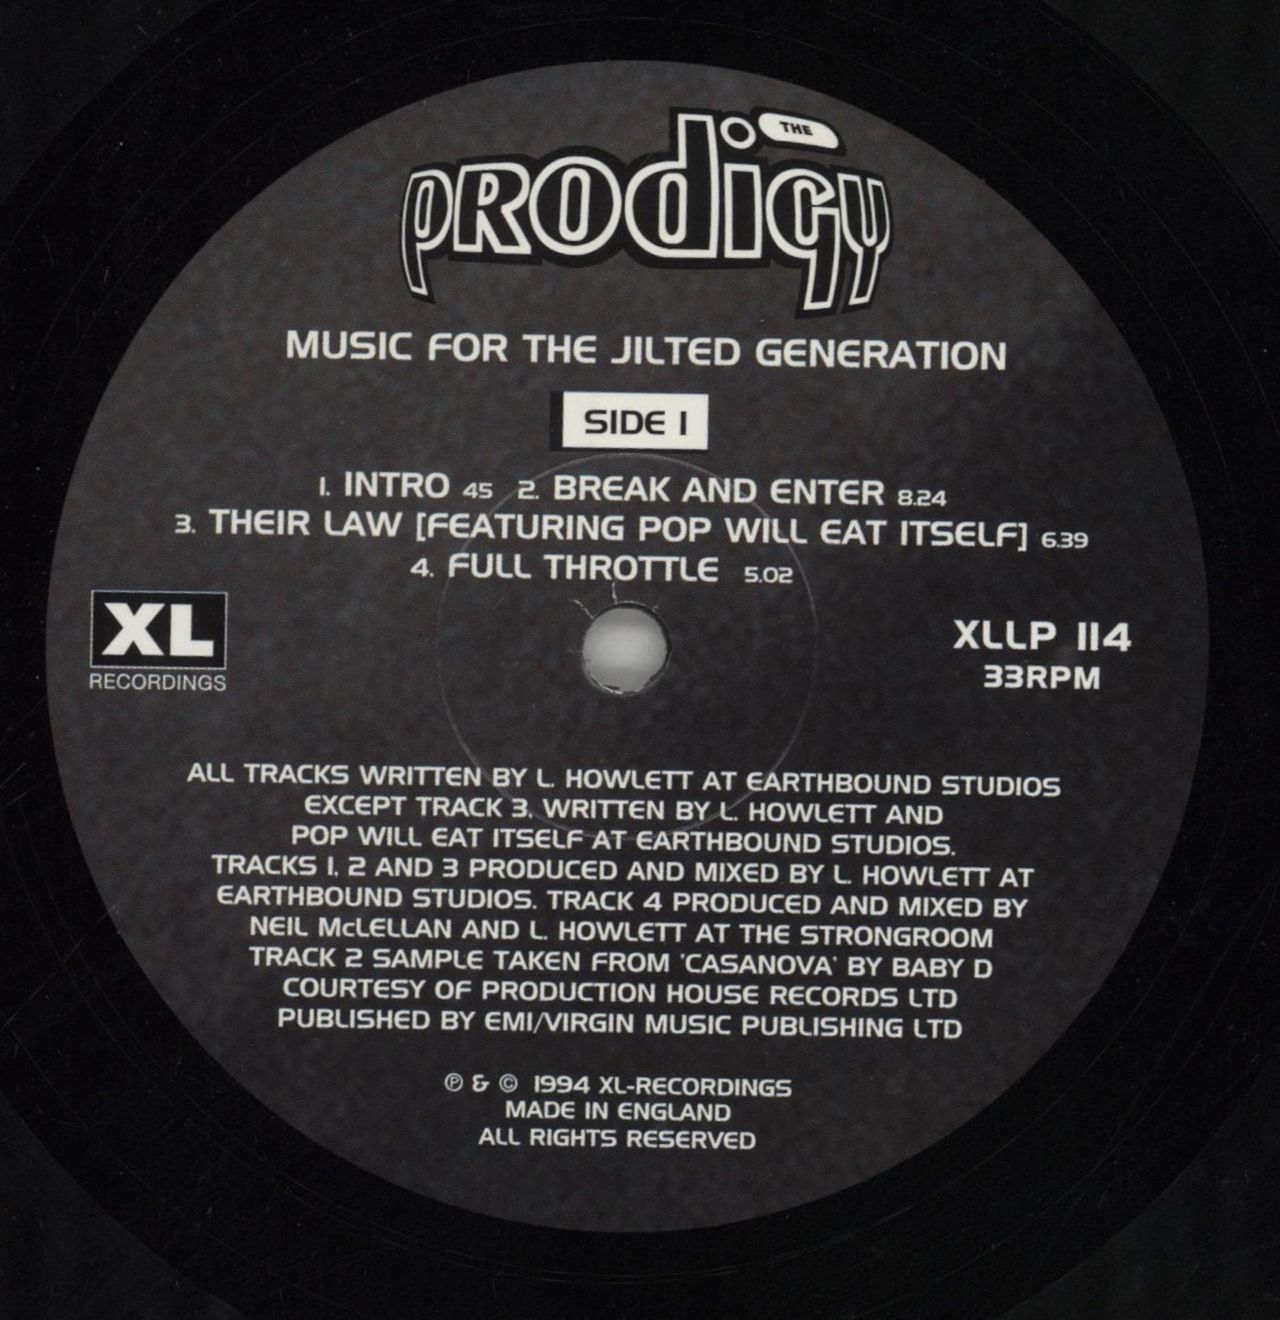 THE
PRODIGY
MUSIC FOR THE JILTED GENERATION
SIDE 1
1. INTRO 45 2. BREAK AND ENTER 8.24
3. THEIR LAW [FEATURING POP WILL EAT ITSELF] 6.39
4. FULL THROTTLE 5.02
XL
RECORDINGS
XLLP 114
33RPM
ALL TRACKS WRITTEN BY L. HOWLETT AT EARTHBOUND STUDIOS
EXCEPT TRACK 3, WRITTEN BY L. HOWLETT AND
POP WILL EAT ITSELF AT EARTHBOUND STUDIOS.
TRACKS 1, 2 AND 3 PRODUCED AND MIXED BY L. HOWLETT AT
EARTHBOUND STUDIOS. TRACK 4 PRODUCED AND MIXED BY
NEIL McLELLAN AND L. HOWLETT AT THE STRONGROOM
TRACK 2 SAMPLE TAKEN FROM 'CASANOVA' BY BABY D
COURTESY OF PRODUCTION HOUSE RECORDS LTD
PUBLISHED BY EMI/VIRGIN MUSIC PUBLISHING LTD
℗ & © 1994 XL-RECORDINGS
MADE IN ENGLAND
ALL RIGHTS RESERVED